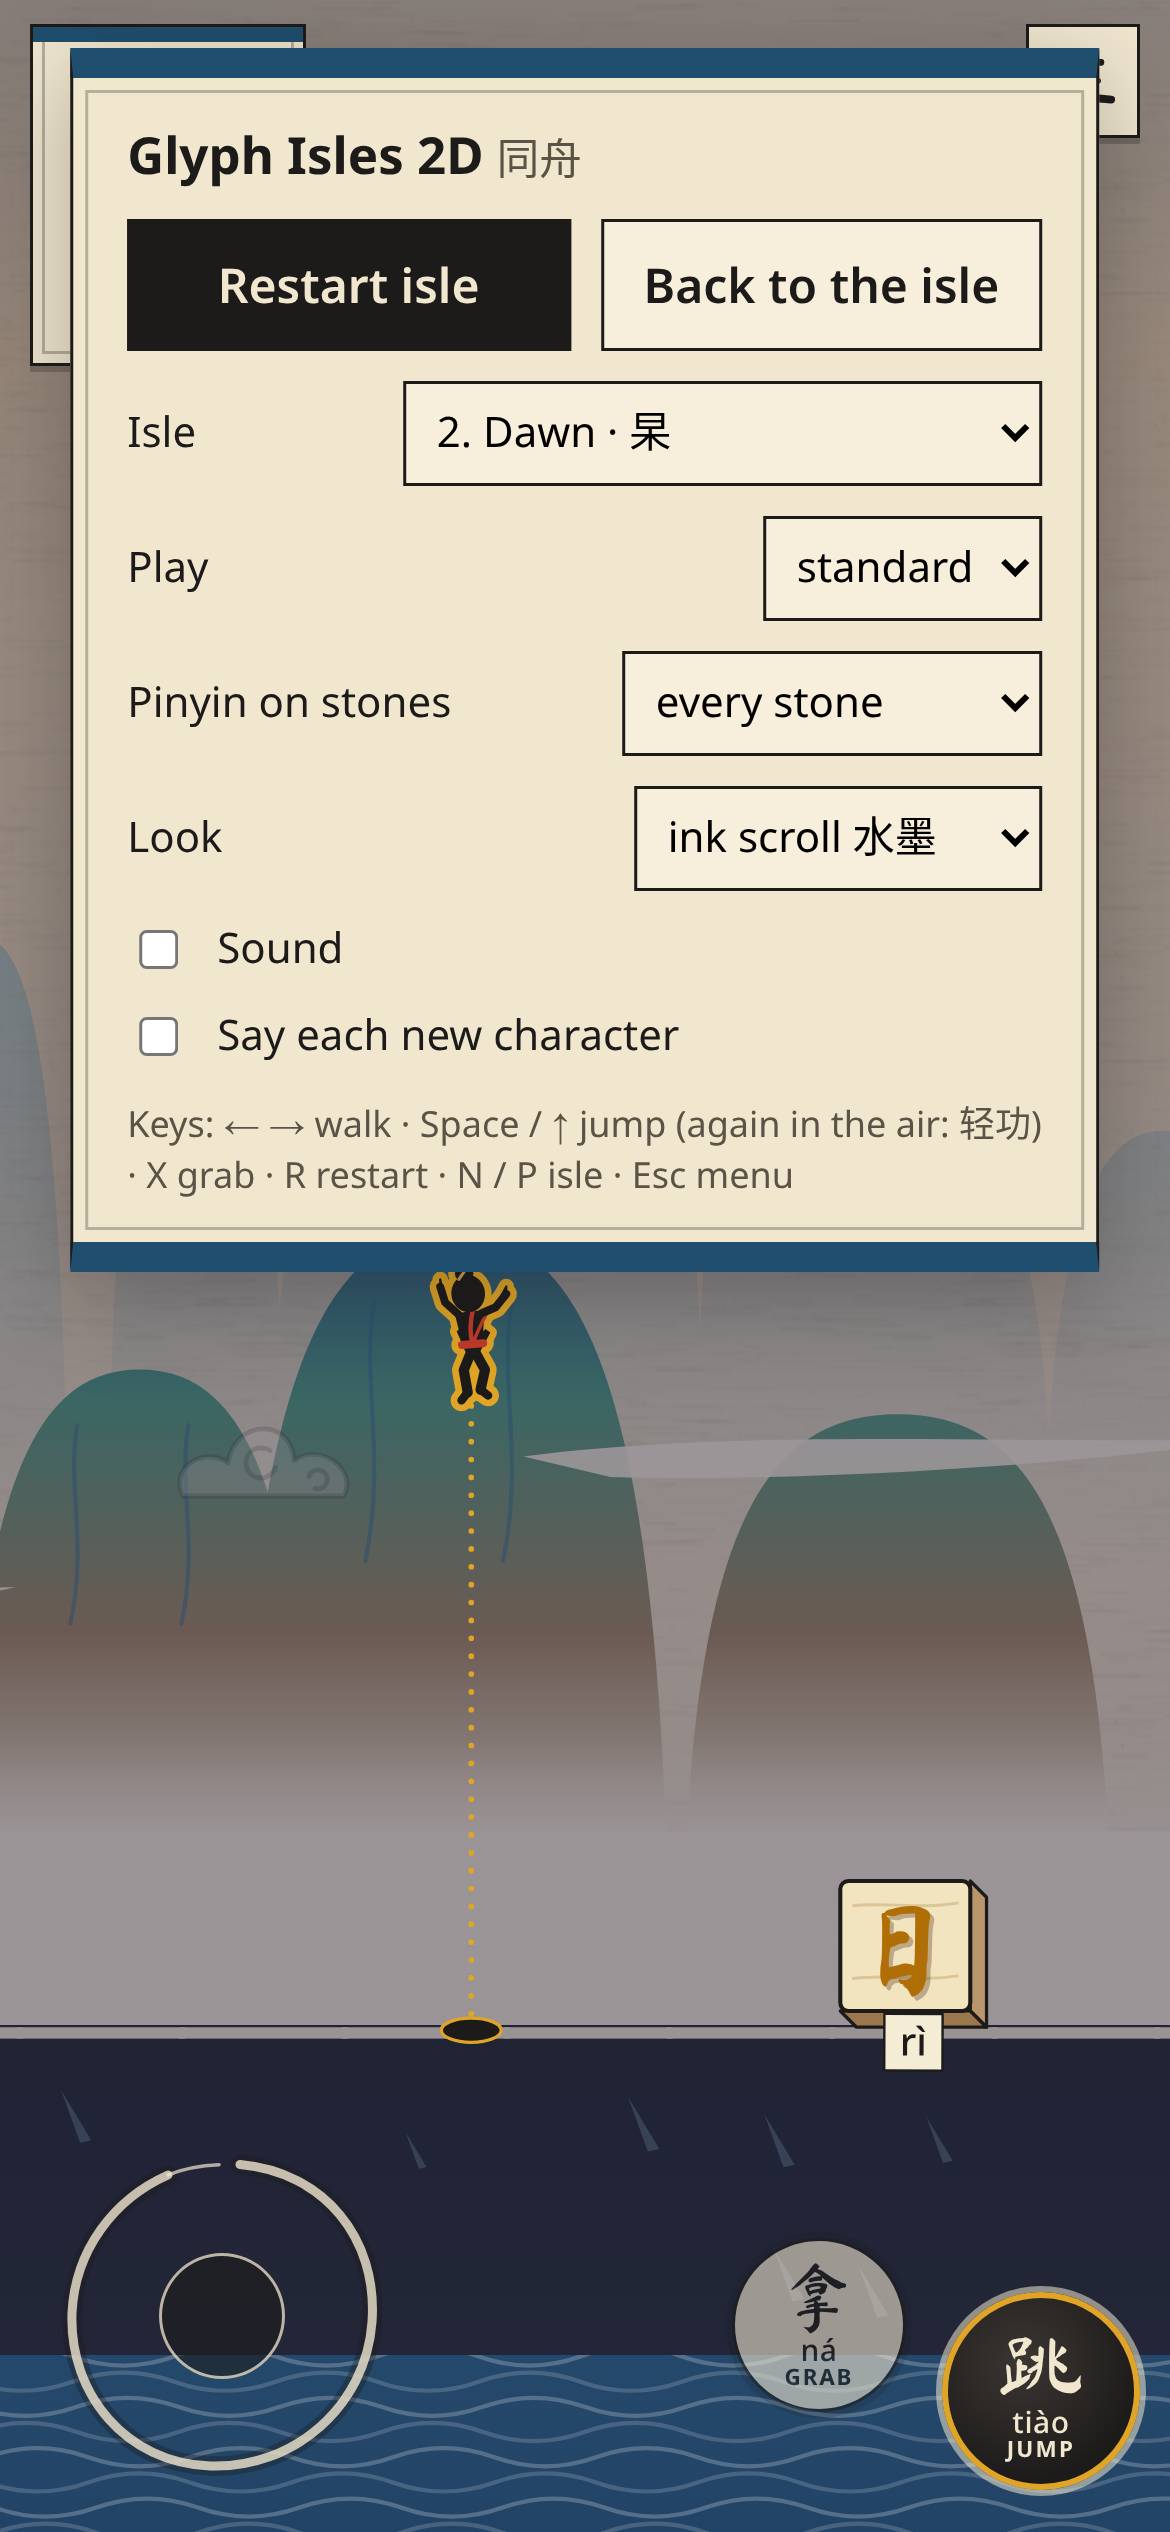 Glyph Isles 2D 同舟
Restart isle
Back to the isle
Isle
2. Dawn · 杲
Play
standard
Pinyin on stones
every stone
Look
ink scroll 水墨
Sound
Say each new character
Keys: ←→ walk · Space / ↑ jump (again in the air: 轻功)
· X grab · R restart · N / P isle · Esc menu
日
rì
拿
ná
GRAB
跳
tiào
JUMP